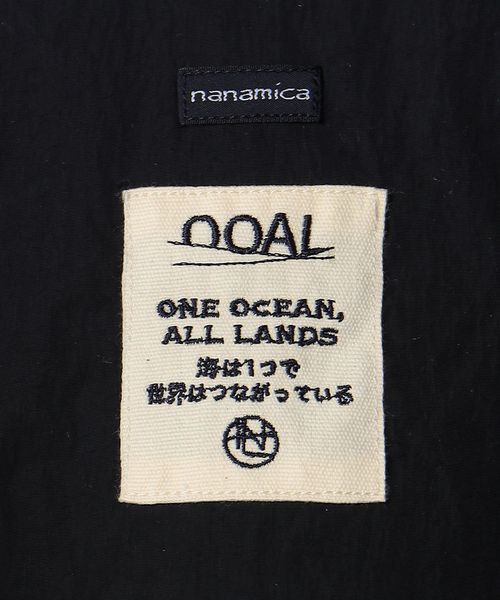 nanamica
OOAL
ONE OCEAN,
ALL LANDS
海は1つで
世界はつながっている